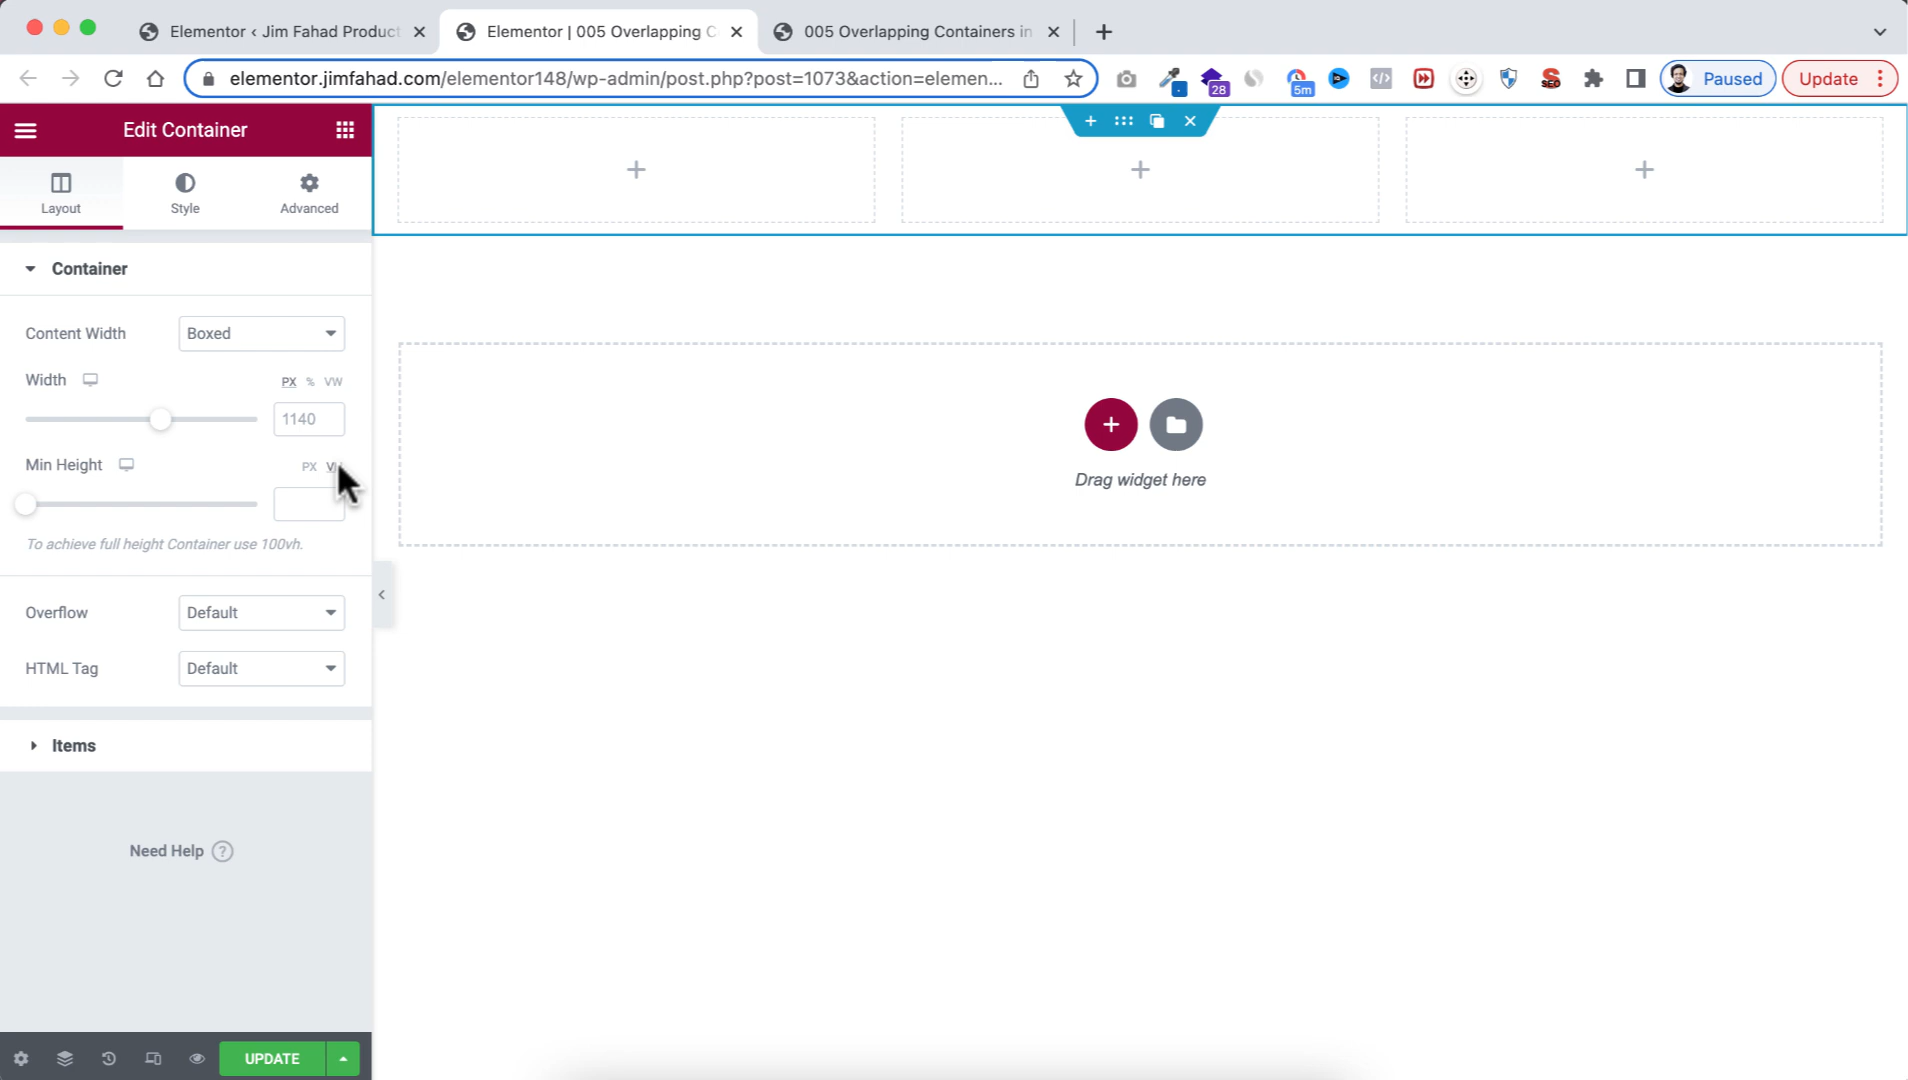 Elementor ‹ Jim Fahad Product
Elementor | 005 Overlapping C
005 Overlapping Containers in
elementor.jimfahad.com/elementor148/wp-admin/post.php?post=1073&action=elemen...
28
5m
SEO
Paused
Update
Edit Container
Layout
Style
Advanced
Container
Content Width
Boxed
Width
PX % VW
1140
Min Height
PX
To achieve full height Container use 100vh.
Overflow
Default
HTML Tag
Default
Items
Need Help ?
UPDATE
Drag widget here